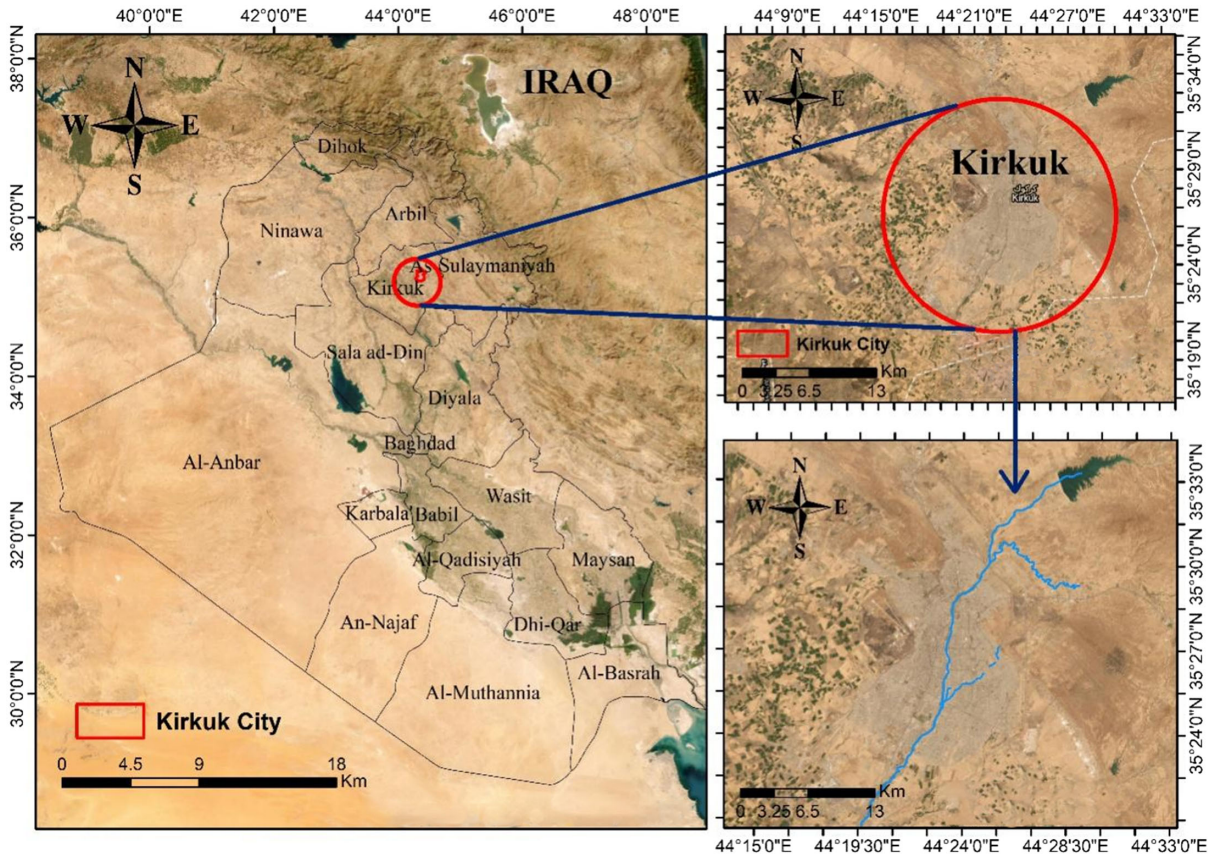 40°0'0"E 42°0'0"E 44°0'0"E 46°0'0"E 48°0'0"E
38°0'0"N
36°0'0"N
34°0'0"N
32°0'0"N
30°0'0"N
N
W E
S
IRAQ
Dihok
Arbil
Ninawa
As Sulaymaniyah
Kirkuk
Sala ad-Din
Diyala
Baghdad
Al-Anbar
Wasit
Karbala'
Babil
Al-Qadisiyah
Maysan
An-Najaf
Dhi-Qar
Al-Basrah
Al-Muthannia
Kirkuk City
0 4.5 9 18
Km
44°9'0"E 44°15'0"E 44°21'0"E 44°27'0"E 44°33'0"E
35°34'0"N
35°29'0"N
35°24'0"N
35°19'0"N
N
W E
S
Kirkuk
Kirkuk
Kirkuk City
Km
0 3.25 6.5 13
N
W E
S
35°33'0"N
35°30'0"N
35°27'0"N
35°24'0"N
Km
0 3.25 6.5 13
44°15'0"E 44°19'30"E 44°24'0"E 44°28'30"E 44°33'0"E